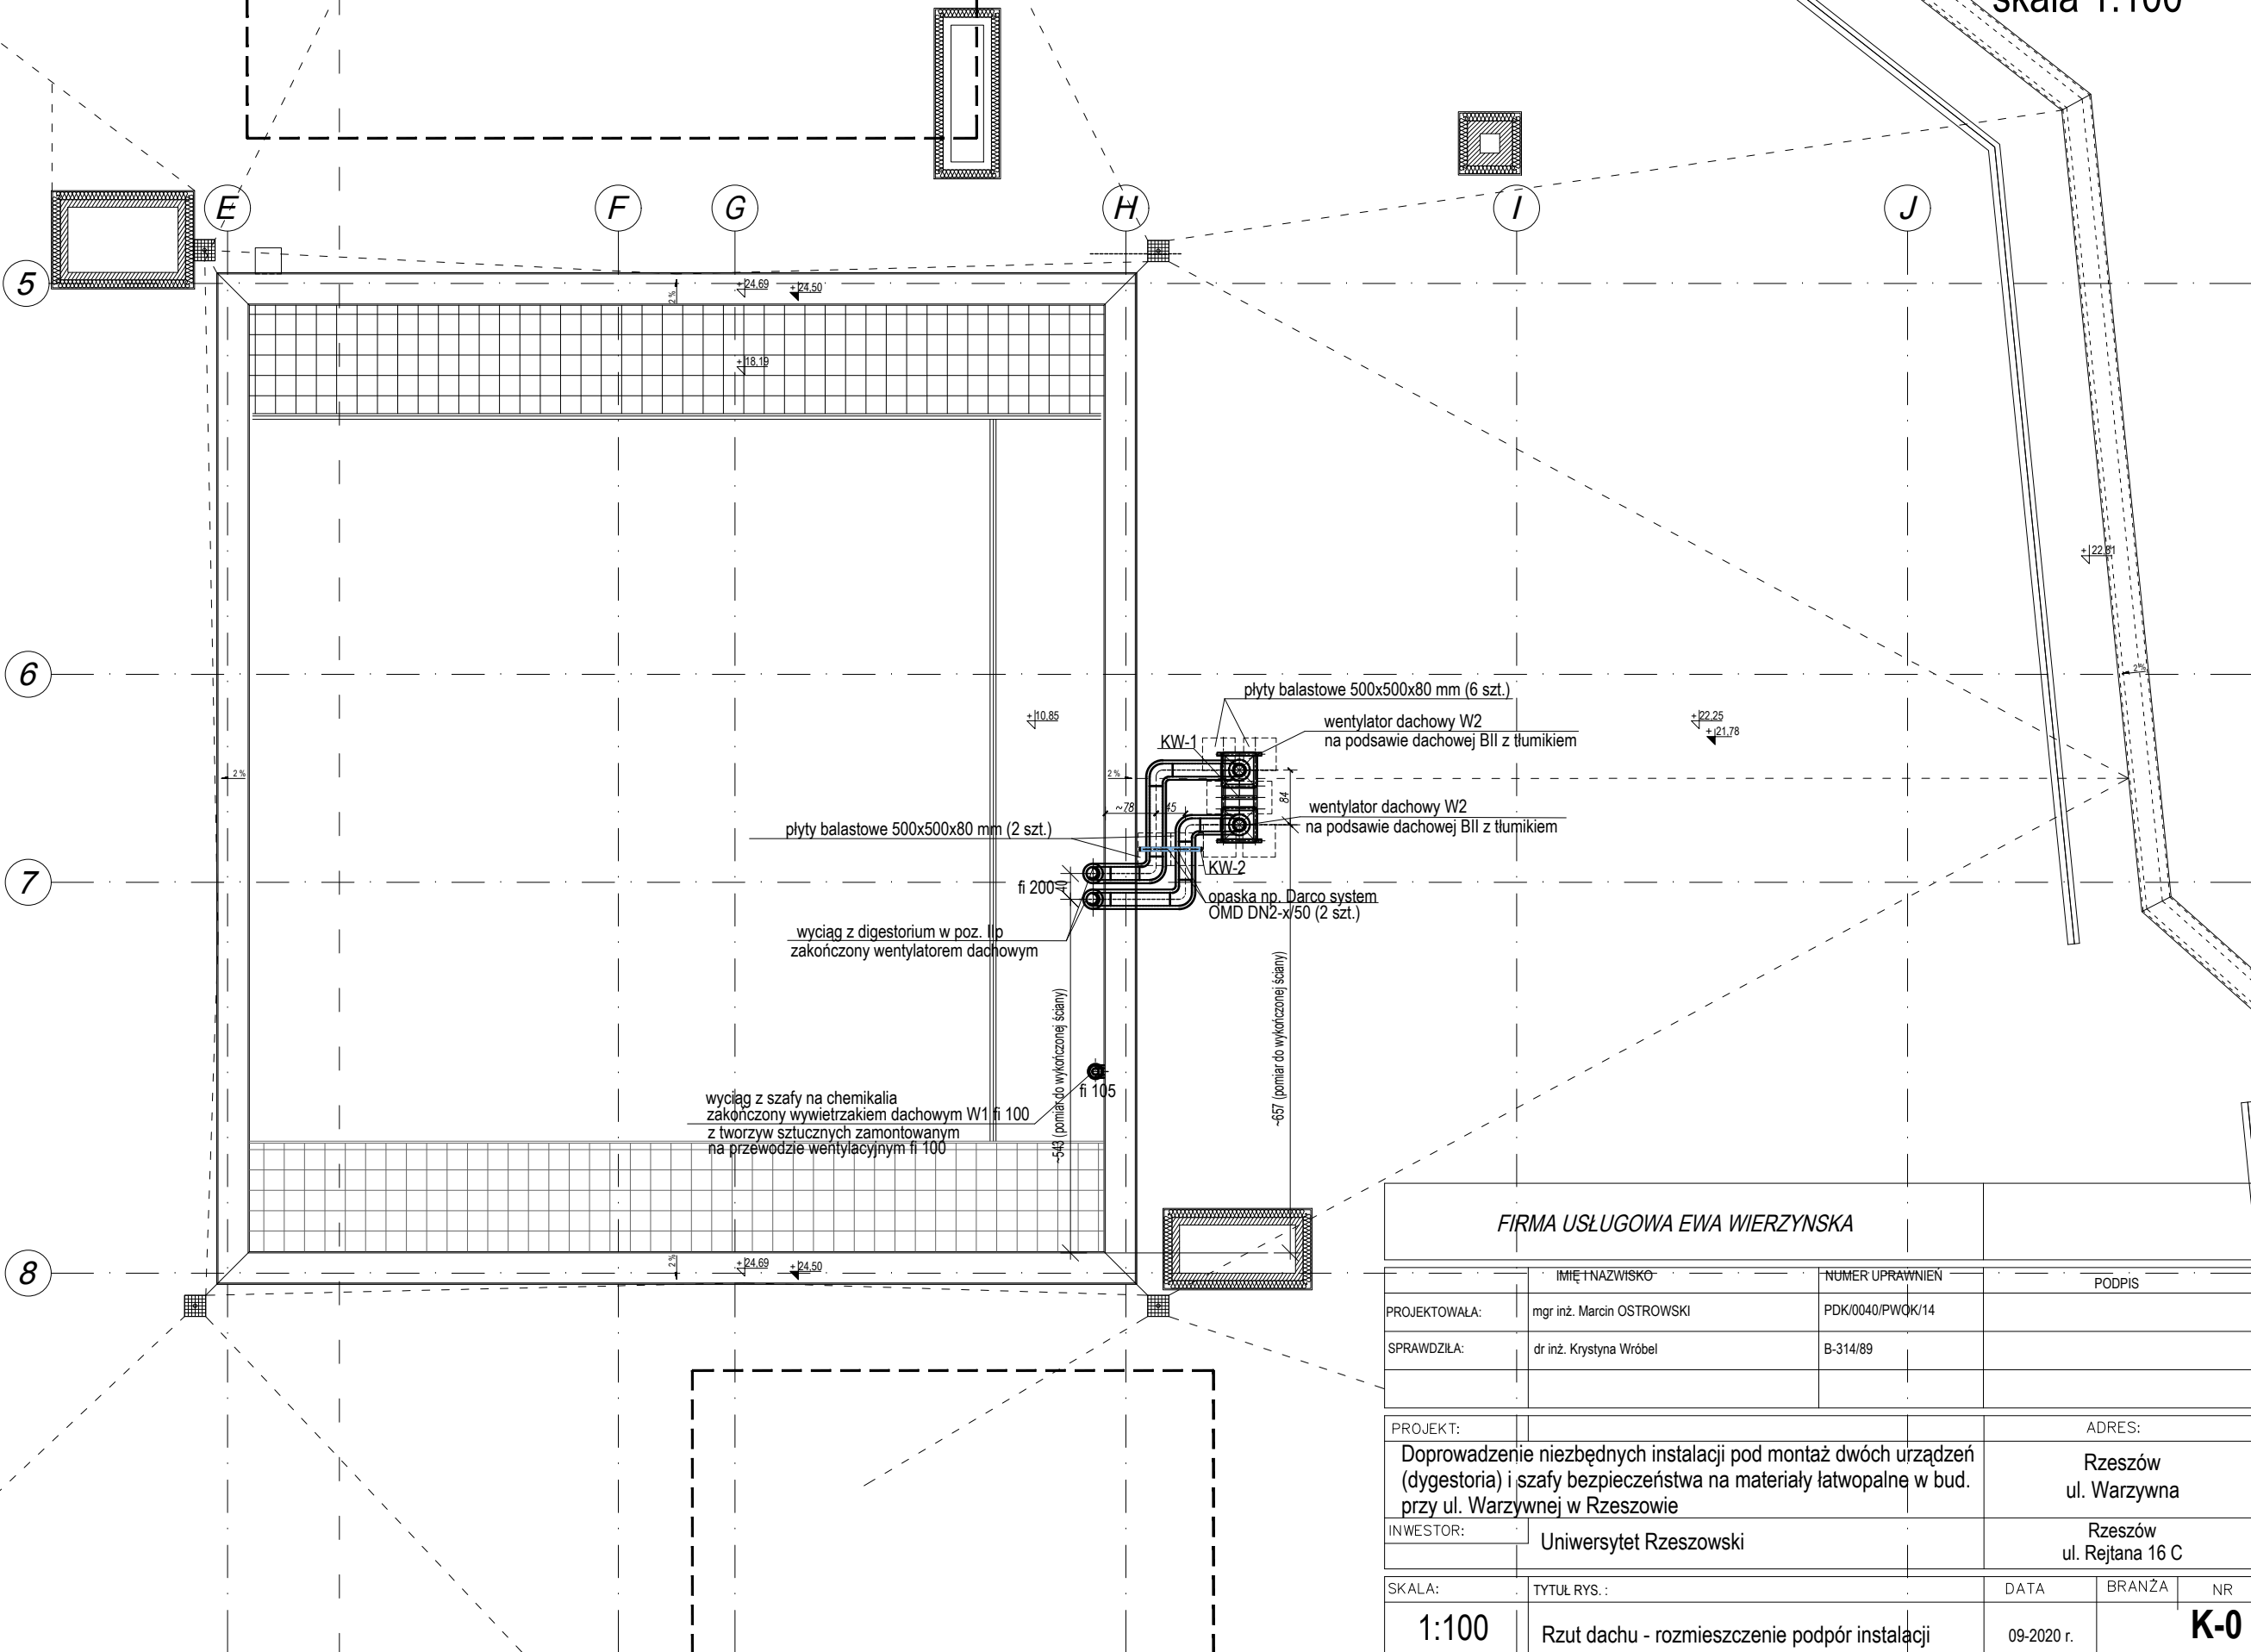 skala 1:100
E
F
G
H
I
J
5
+24,69
+24,50
2 %
+18.19
+22,81
6
2 %
płyty balastowe 500x500x80 mm (6 szt.)
+10.85
wentylator dachowy W2
na podsawie dachowej BII z tłumikiem
+22,25
+21,78
KW-1
2 %
2 %
~78
45
84
wentylator dachowy W2
na podsawie dachowej BII z tłumikiem
płyty balastowe 500x500x80 mm (2 szt.)
KW-2
7
fi 200
40
opaska np. Darco system
OMD DN2-x/50 (2 szt.)
wyciąg z digestorium w poz. IIp
zakończony wentylatorem dachowym
~543 (pomiar do wykończonej ściany)
~657 (pomiar do wykończonej ściany)
fi 105
wyciąg z szafy na chemikalia
zakończony wywietrzakiem dachowym W1 fi 100
z tworzyw sztucznych zamontowanym
na przewodzie wentylacyjnym fi 100
8
2 %
+24,69
+24,50
FIRMA USŁUGOWA EWA WIERZYNSKA
IMIĘ I NAZWISKO
NUMER UPRAWNIEŃ
PODPIS
PROJEKTOWAŁA:
mgr inż. Marcin OSTROWSKI
PDK/0040/PWOK/14
SPRAWDZIŁA:
dr inż. Krystyna Wróbel
B-314/89
PROJEKT:
ADRES:
Doprowadzenie niezbędnych instalacji pod montaż dwóch urządzeń
(dygestoria) i szafy bezpieczeństwa na materiały łatwopalne w bud.
przy ul. Warzywnej w Rzeszowie
Rzeszów
ul. Warzywna
INWESTOR:
Uniwersytet Rzeszowski
Rzeszów
ul. Rejtana 16 C
SKALA:
TYTUŁ RYS. :
DATA
BRANŻA
NR
1:100
Rzut dachu - rozmieszczenie podpór instalacji
09-2020 r.
K-0